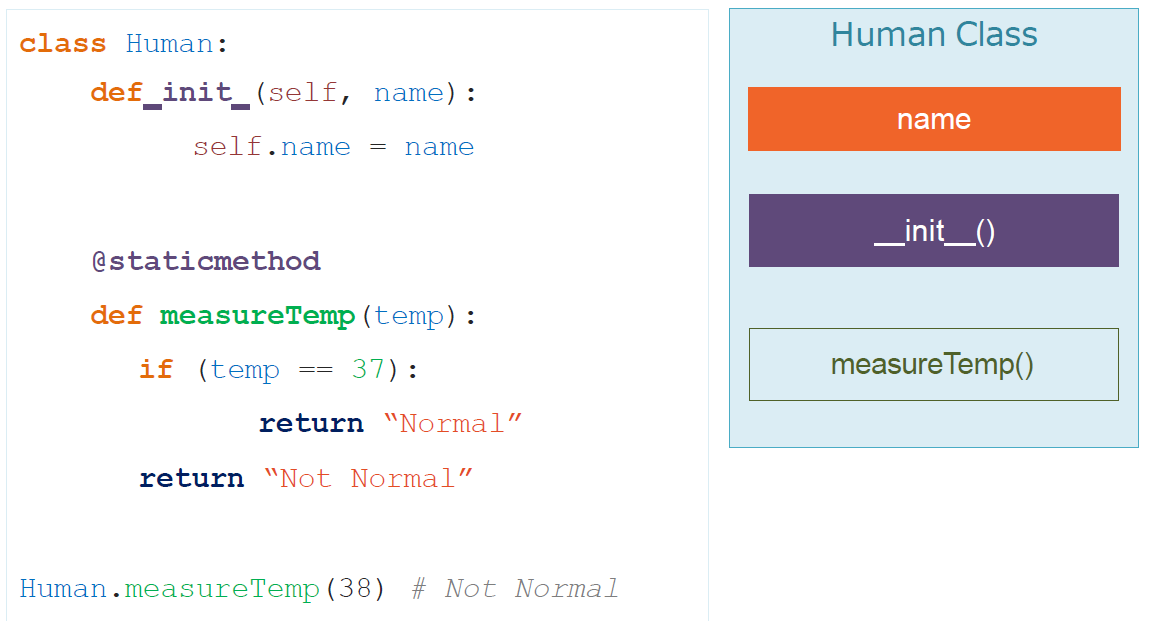 class Human:
def_init_(self, name):
self.name = name
@staticmethod
def measureTemp(temp):
if (temp == 37):
return “Normal”
return “Not Normal”
Human.measureTemp(38) # Not Normal
Human Class
name
__init__()
measureTemp()